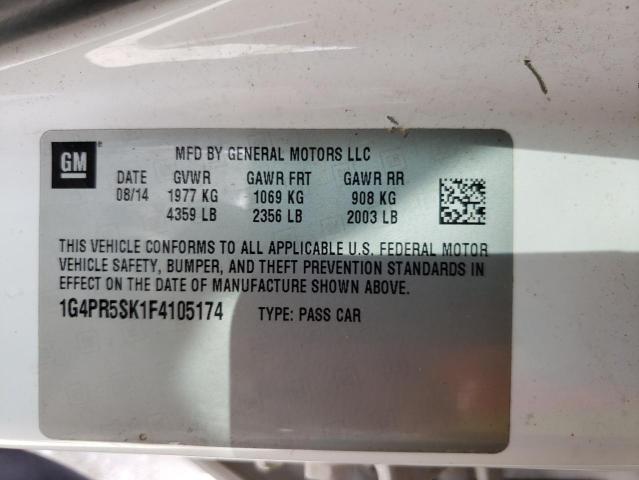 GM ®
MFD BY GENERAL MOTORS LLC
DATE GVWR GAWR FRT GAWR RR
08/14 1977 KG 1069 KG 908 KG
4359 LB 2356 LB 2003 LB
THIS VEHICLE CONFORMS TO ALL APPLICABLE U.S. FEDERAL MOTOR
VEHICLE SAFETY, BUMPER, AND THEFT PREVENTION STANDARDS IN
EFFECT ON THE DATE OF MANUFACTURE SHOWN ABOVE.
1G4PR5SK1F4105174 TYPE: PASS CAR